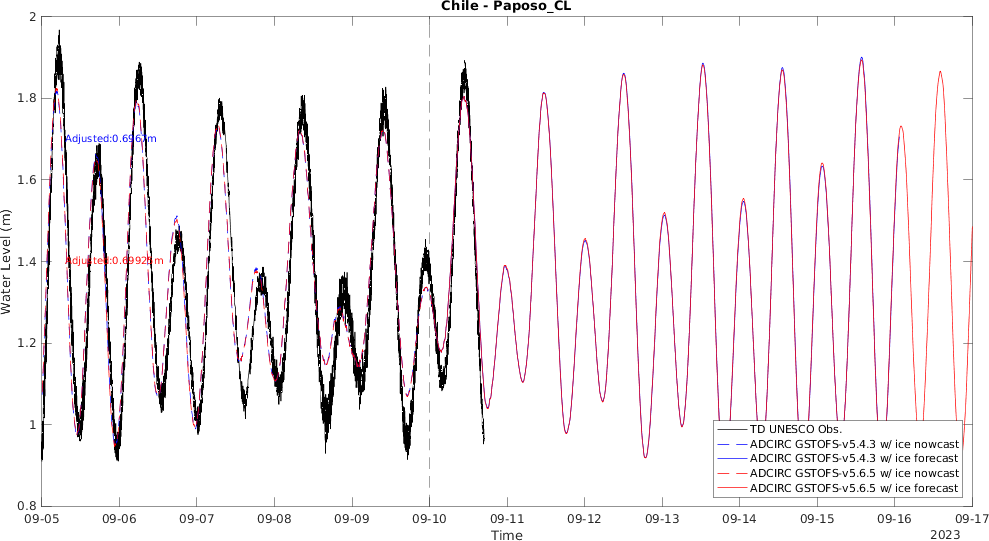 Chile - Paposo_CL
Water Level (m)
2
1.8
1.6
1.4
1.2
1
0.8
Adjusted:0.6967m
TD UNESCO Obs.
ADCIRC GSTOFS-v5.4.3 w/ ice nowcast
ADCIRC GSTOFS-v5.4.3 w/ ice forecast
ADCIRC GSTOFS-v5.6.5 w/ ice nowcast
ADCIRC GSTOFS-v5.6.5 w/ ice forecast
09-05 09-06 09-07 09-08 09-09 09-10 09-11 09-12 09-13 09-14 09-15 09-16 09-17
Time
2023